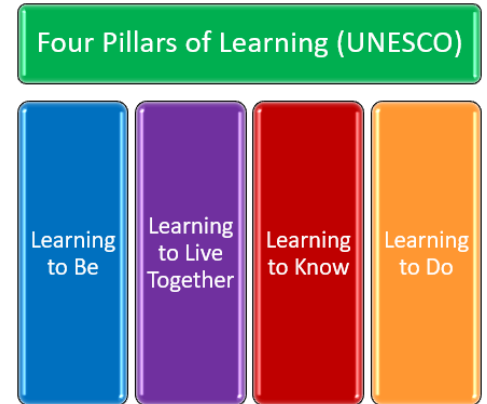 Four Pillars of Learning (UNESCO)
Learning
to Be
Learning
to Live
Together
Learning
to Know
Learning
to Do